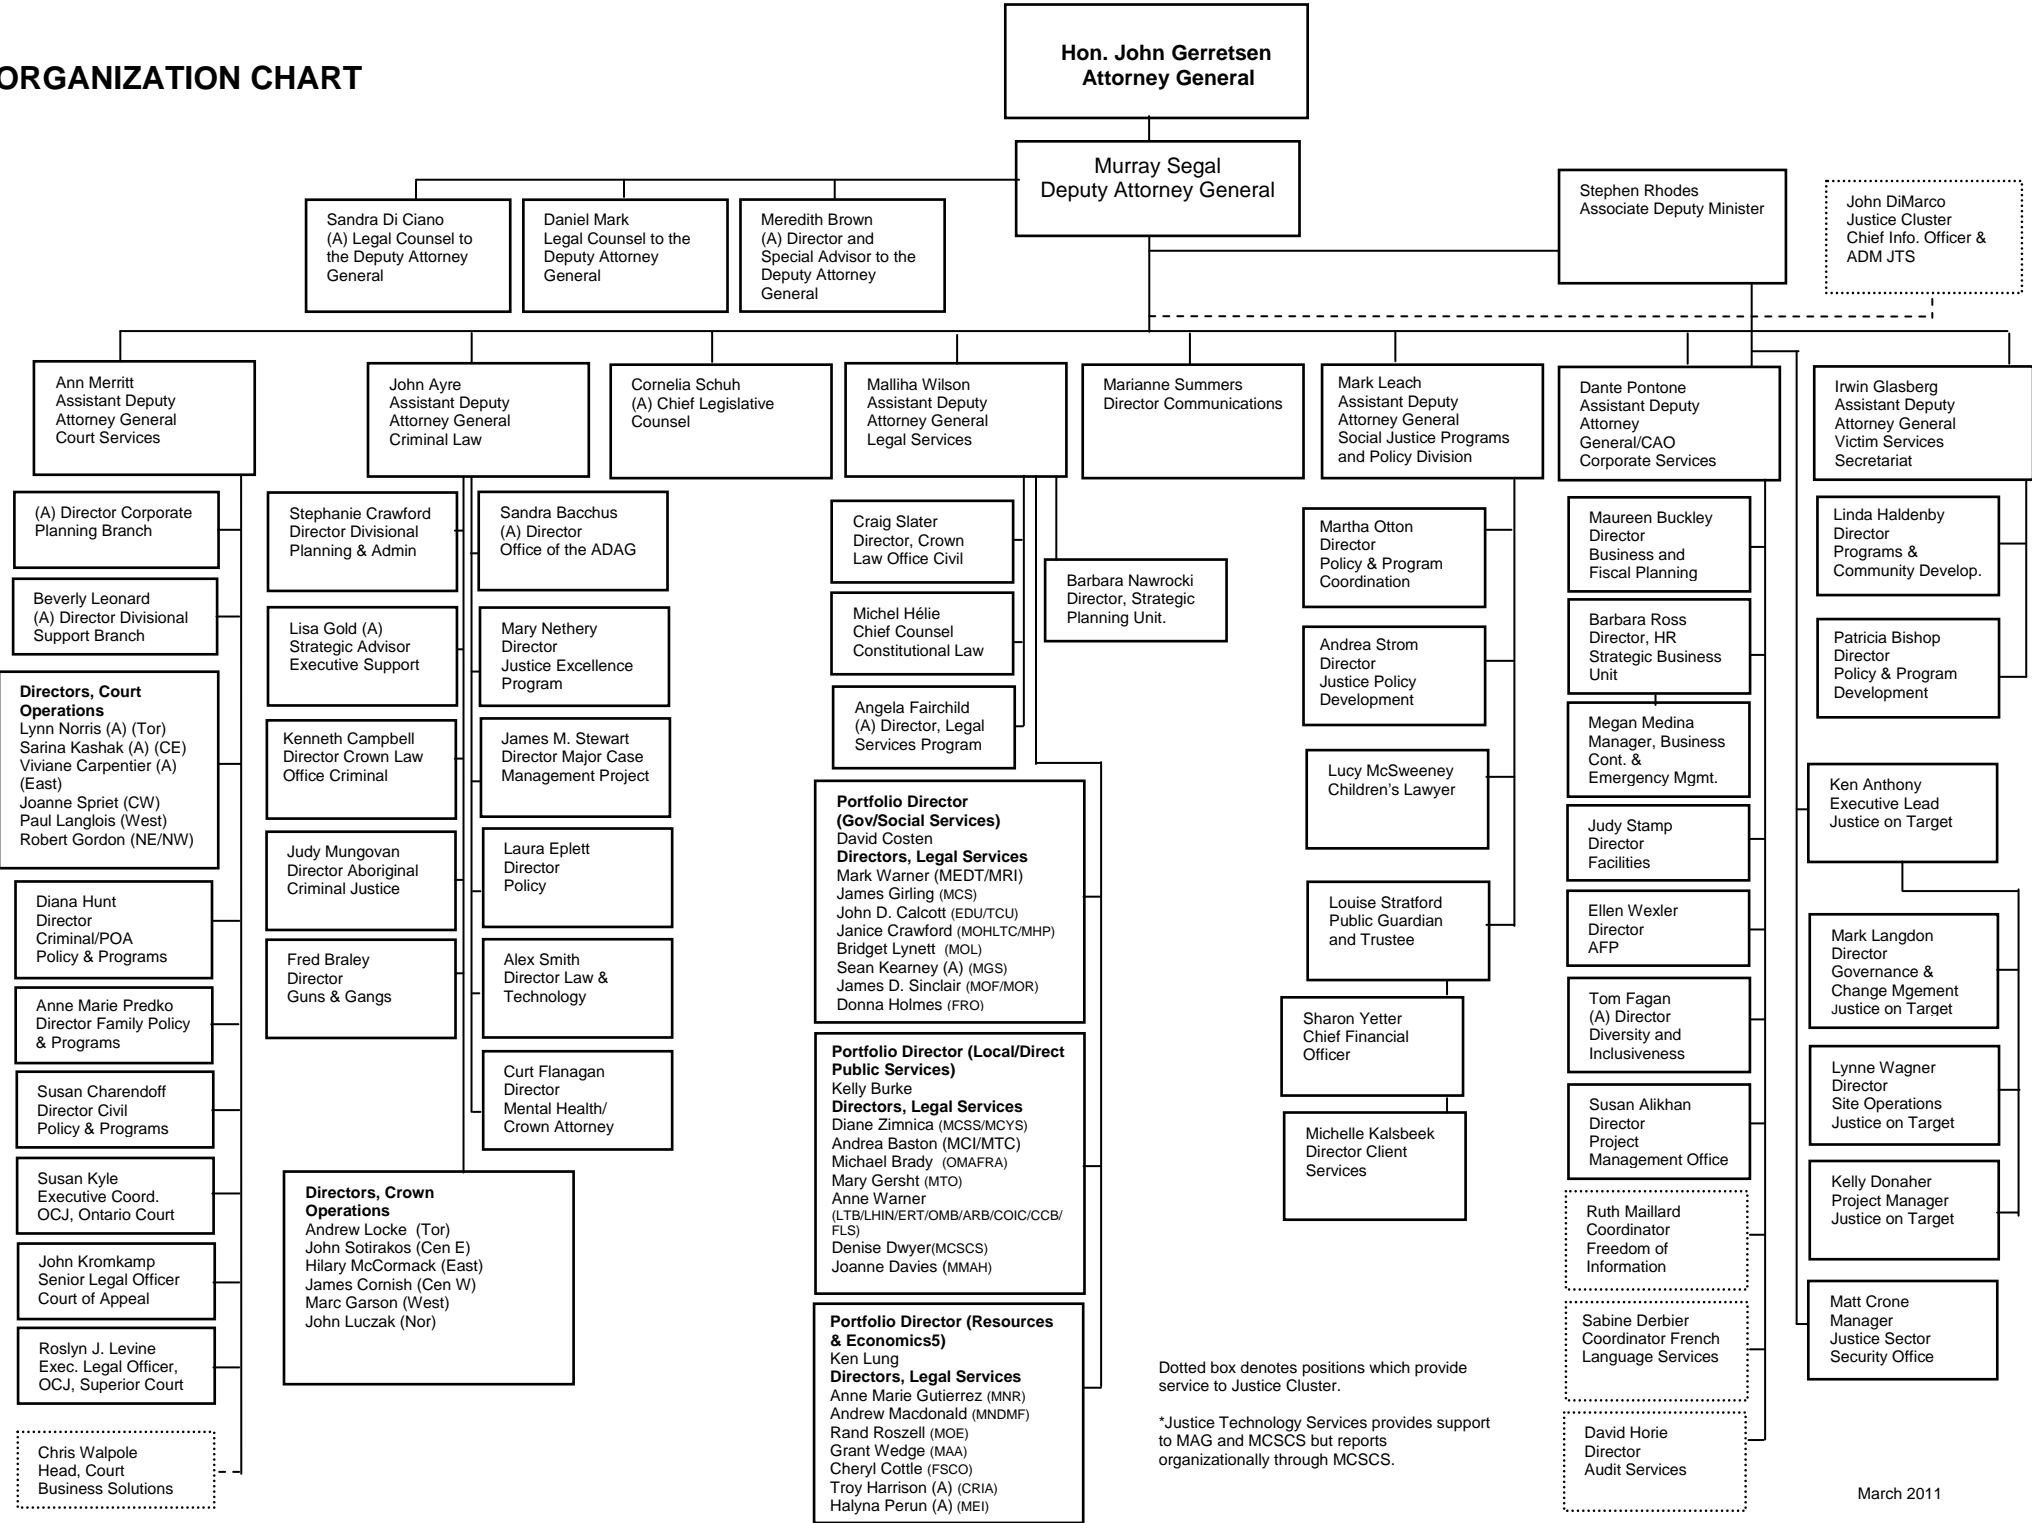 ORGANIZATION CHART
Hon. John Gerretsen
Attorney General
Murray Segal
Deputy Attorney General
Stephen Rhodes
Associate Deputy Minister
John DiMarco
Justice Cluster
Chief Info. Officer &
ADM JTS
Sandra Di Ciano
(A) Legal Counsel to
the Deputy Attorney
General
Daniel Mark
Legal Counsel to the
Deputy Attorney
General
Meredith Brown
(A) Director and
Special Advisor to the
Deputy Attorney
General
Ann Merritt
Assistant Deputy
Attorney General
Court Services
John Ayre
Assistant Deputy
Attorney General
Criminal Law
Cornelia Schuh
(A) Chief Legislative
Counsel
Malliha Wilson
Assistant Deputy
Attorney General
Legal Services
Marianne Summers
Director Communications
Mark Leach
Assistant Deputy
Attorney General
Social Justice Programs
and Policy Division
Dante Pontone
Assistant Deputy
Attorney
General/CAO
Corporate Services
Irwin Glasberg
Assistant Deputy
Attorney General
Victim Services
Secretariat
(A) Director Corporate
Planning Branch
Beverly Leonard
(A) Director Divisional
Support Branch
Directors, Court
Operations
Lynn Norris (A) (Tor)
Sarina Kashak (A) (CE)
Viviane Carpentier (A)
(East)
Joanne Spriet (CW)
Paul Langlois (West)
Robert Gordon (NE/NW)
Diana Hunt
Director
Criminal/POA
Policy & Programs
Anne Marie Predko
Director Family Policy
& Programs
Susan Charendoff
Director Civil
Policy & Programs
Susan Kyle
Executive Coord.
OCJ, Ontario Court
John Kromkamp
Senior Legal Officer
Court of Appeal
Roslyn J. Levine
Exec. Legal Officer,
OCJ, Superior Court
Chris Walpole
Head, Court
Business Solutions
Stephanie Crawford
Director Divisional
Planning & Admin
Lisa Gold (A)
Strategic Advisor
Executive Support
Kenneth Campbell
Director Crown Law
Office Criminal
Judy Mungovan
Director Aboriginal
Criminal Justice
Fred Braley
Director
Guns & Gangs
Sandra Bacchus
(A) Director
Office of the ADAG
Mary Nethery
Director
Justice Excellence
Program
James M. Stewart
Director Major Case
Management Project
Laura Eplett
Director
Policy
Alex Smith
Director Law &
Technology
Curt Flanagan
Director
Mental Health/
Crown Attorney
Directors, Crown
Operations
Andrew Locke (Tor)
John Sotirakos (Cen E)
Hilary McCormack (East)
James Cornish (Cen W)
Marc Garson (West)
John Luczak (Nor)
Craig Slater
Director, Crown
Law Office Civil
Michel Hélie
Chief Counsel
Constitutional Law
Angela Fairchild
(A) Director, Legal
Services Program
Barbara Nawrocki
Director, Strategic
Planning Unit.
Portfolio Director
(Gov/Social Services)
David Costen
Directors, Legal Services
Mark Warner (MEDT/MRI)
James Girling (MCS)
John D. Calcott (EDU/TCU)
Janice Crawford (MOHLTC/MHP)
Bridget Lynett (MOL)
Sean Kearney (A) (MGS)
James D. Sinclair (MOF/MOR)
Donna Holmes (FRO)
Portfolio Director (Local/Direct
Public Services)
Kelly Burke
Directors, Legal Services
Diane Zimnica (MCSS/MCYS)
Andrea Baston (MCI/MTC)
Michael Brady (OMAFRA)
Mary Gersht (MTO)
Anne Warner
(LTB/LHIN/ERT/OMB/ARB/COIC/CCB/
FLS)
Denise Dwyer(MCSCS)
Joanne Davies (MMAH)
Portfolio Director (Resources
& Economics5)
Ken Lung
Directors, Legal Services
Anne Marie Gutierrez (MNR)
Andrew Macdonald (MNDMF)
Rand Roszell (MOE)
Grant Wedge (MAA)
Cheryl Cottle (FSCO)
Troy Harrison (A) (CRIA)
Halyna Perun (A) (MEI)
Martha Otton
Director
Policy & Program
Coordination
Andrea Strom
Director
Justice Policy
Development
Lucy McSweeney
Children's Lawyer
Louise Stratford
Public Guardian
and Trustee
Sharon Yetter
Chief Financial
Officer
Michelle Kalsbeek
Director Client
Services
Maureen Buckley
Director
Business and
Fiscal Planning
Barbara Ross
Director, HR
Strategic Business
Unit
Megan Medina
Manager, Business
Cont. &
Emergency Mgmt.
Judy Stamp
Director
Facilities
Ellen Wexler
Director
AFP
Tom Fagan
(A) Director
Diversity and
Inclusiveness
Susan Alikhan
Director
Project
Management Office
Ruth Maillard
Coordinator
Freedom of
Information
Sabine Derbier
Coordinator French
Language Services
David Horie
Director
Audit Services
Linda Haldenby
Director
Programs &
Community Develop.
Patricia Bishop
Director
Policy & Program
Development
Ken Anthony
Executive Lead
Justice on Target
Mark Langdon
Director
Governance &
Change Mgement
Justice on Target
Lynne Wagner
Director
Site Operations
Justice on Target
Kelly Donaher
Project Manager
Justice on Target
Matt Crone
Manager
Justice Sector
Security Office
Dotted box denotes positions which provide
service to Justice Cluster.
*Justice Technology Services provides support
to MAG and MCSCS but reports
organizationally through MCSCS.
March 2011